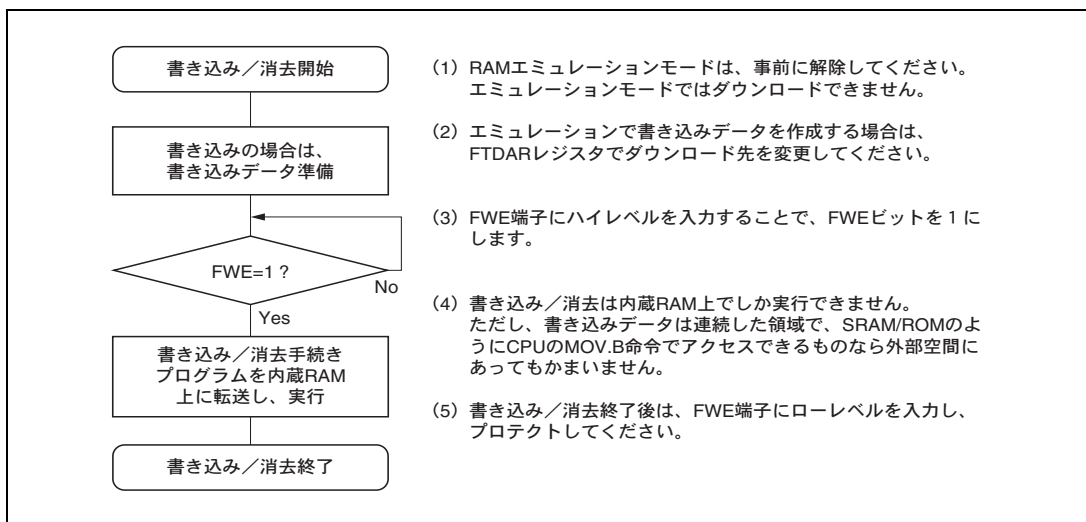 書き込み/消去開始
書き込みの場合は、
書き込みデータ準備
FWE=1 ?
No
Yes
書き込み/消去手続き
プログラムを内蔵RAM
上に転送し、実行
書き込み/消去終了
(1) RAMエミュレーションモードは、事前に解除してください。
エミュレーションモードではダウンロードできません。
(2) エミュレーションで書き込みデータを作成する場合は、
FTDARレジスタでダウンロード先を変更してください。
(3) FWE端子にハイレベルを入力することで、FWEビットを1に
します。
(4) 書き込み/消去は内蔵RAM上でしか実行できません。
ただし、書き込みデータは連続した領域で、SRAM/ROMのよ
うにCPUのMOV.B命令でアクセスできるものなら外部空間に
あってもかまいません。
(5) 書き込み/消去終了後は、FWE端子にローレベルを入力し、
プロテクトしてください。